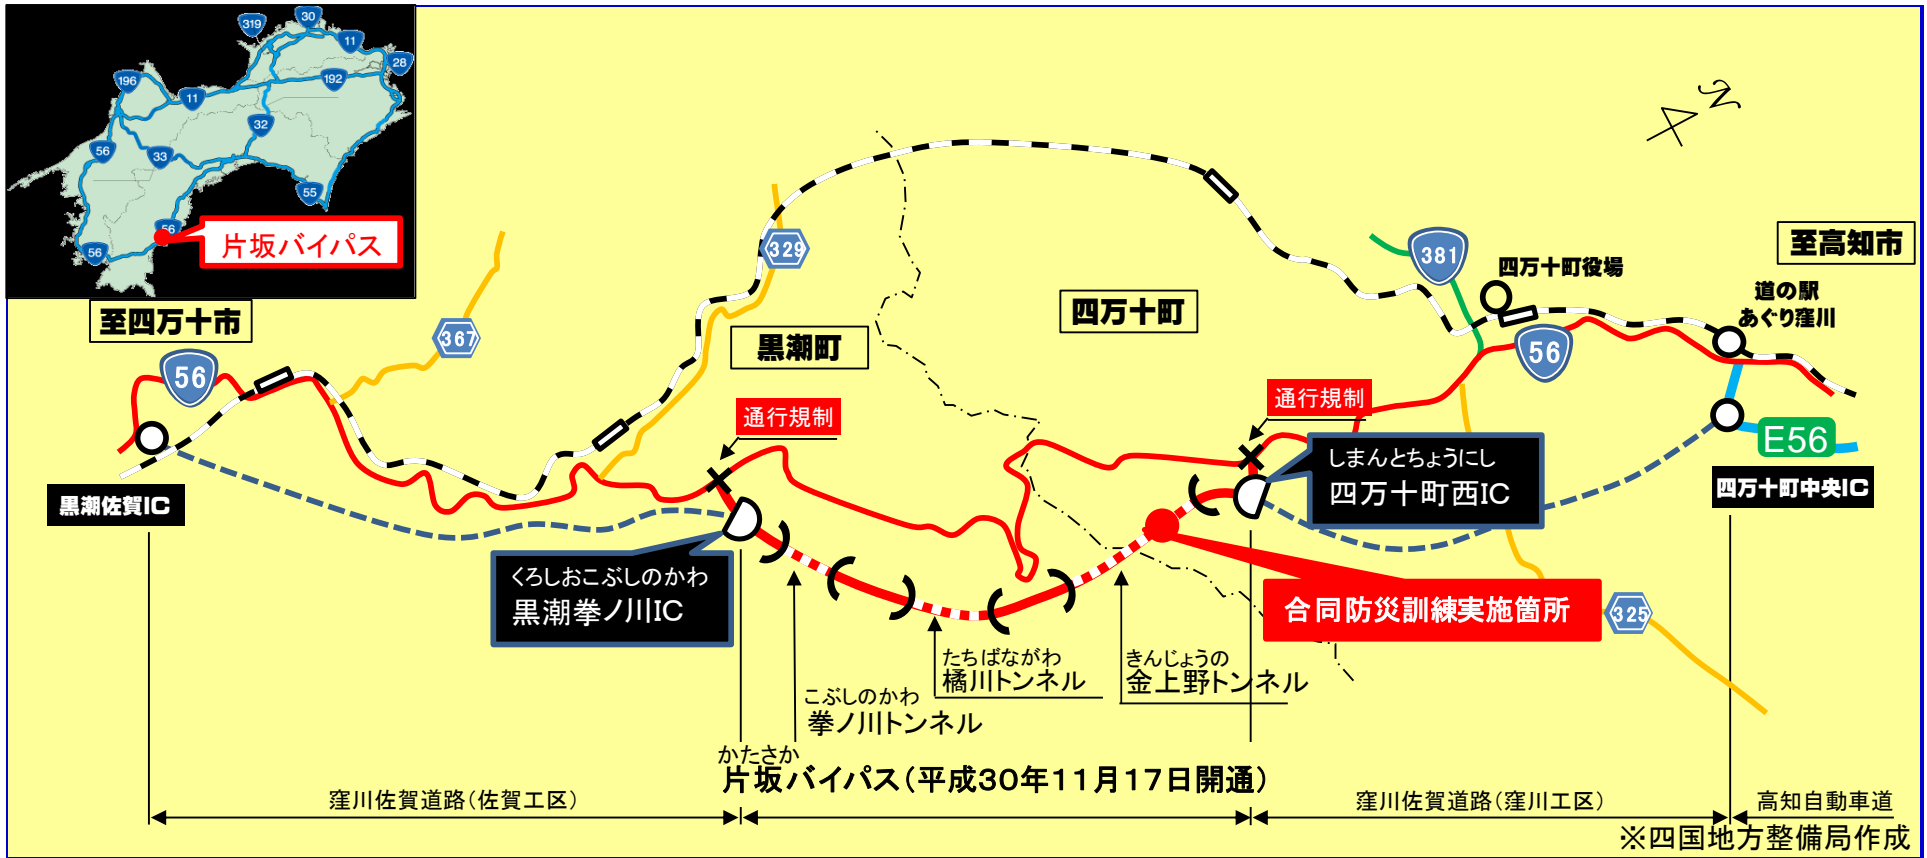 30
319
11
28
196
192
11
32
56
33
55
56
56
片坂バイパス
N
381
至高知市
329
四万十町役場
道の駅
あぐり窪川
至四万十市
367
黒潮町
四万十町
56
56
通行規制
通行規制
E56
しまんとちょうにし
四万十町西IC
黒潮佐賀IC
四万十町中央IC
くろしおこぶしのかわ
黒潮拳ノ川IC
合同防災訓練実施箇所
325
たちばながわ
橘川トンネル
きんじょうの
金上野トンネル
こぶしのかわ
拳ノ川トンネル
かたさか
片坂バイパス（平成30年11月17日開通）
窪川佐賀道路（佐賀工区）
窪川佐賀道路（窪川工区）
高知自動車道
※四国地方整備局作成